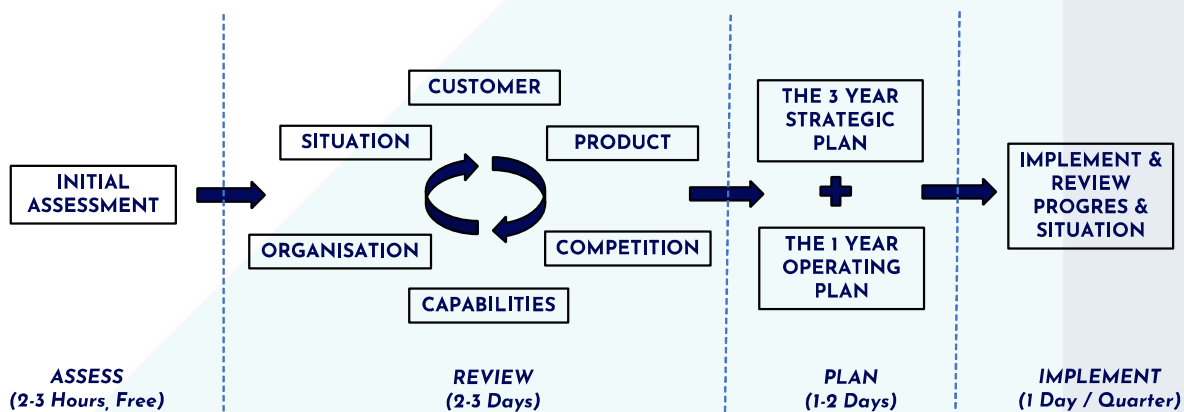 INITIAL
ASSESSMENT
CUSTOMER
SITUATION
PRODUCT
ORGANISATION
COMPETITION
CAPABILITIES
THE 3 YEAR
STRATEGIC
PLAN
THE 1 YEAR
OPERATING
PLAN
IMPLEMENT &
REVIEW
PROGRES &
SITUATION
ASSESS
(2-3 Hours, Free)
REVIEW
(2-3 Days)
PLAN
(1-2 Days)
IMPLEMENT
(1 Day / Quarter)